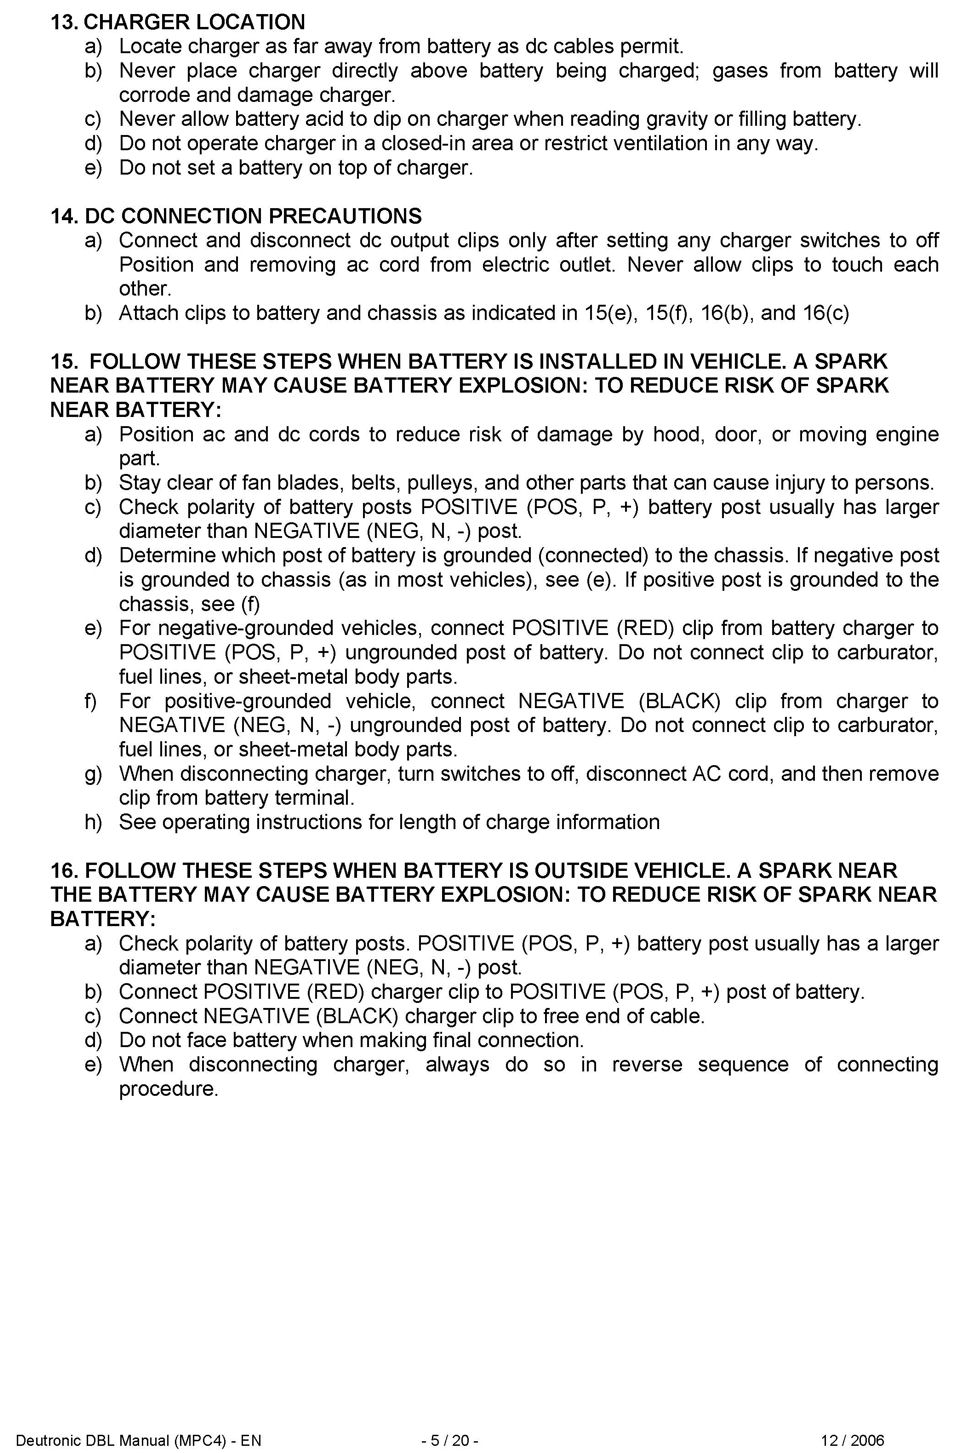 13. CHARGER LOCATION
a) Locate charger as far away from battery as dc cables permit.
b) Never place charger directly above battery being charged; gases from battery will
corrode and damage charger.
c) Never allow battery acid to dip on charger when reading gravity or filling battery.
d) Do not operate charger in a closed-in area or restrict ventilation in any way.
e) Do not set a battery on top of charger.
14. DC CONNECTION PRECAUTIONS
a) Connect and disconnect dc output clips only after setting any charger switches to off
Position and removing ac cord from electric outlet. Never allow clips to touch each
other.
b) Attach clips to battery and chassis as indicated in 15(e), 15(f), 16(b), and 16(c)
15. FOLLOW THESE STEPS WHEN BATTERY IS INSTALLED IN VEHICLE. A SPARK
NEAR BATTERY MAY CAUSE BATTERY EXPLOSION: TO REDUCE RISK OF SPARK
NEAR BATTERY:
a) Position ac and dc cords to reduce risk of damage by hood, door, or moving engine
part.
b) Stay clear of fan blades, belts, pulleys, and other parts that can cause injury to persons.
c) Check polarity of battery posts POSITIVE (POS, P, +) battery post usually has larger
diameter than NEGATIVE (NEG, N, -) post.
d) Determine which post of battery is grounded (connected) to the chassis. If negative post
is grounded to chassis (as in most vehicles), see (e). If positive post is grounded to the
chassis, see (f)
e) For negative-grounded vehicles, connect POSITIVE (RED) clip from battery charger to
POSITIVE (POS, P, +) ungrounded post of battery. Do not connect clip to carburator,
fuel lines, or sheet-metal body parts.
f) For positive-grounded vehicle, connect NEGATIVE (BLACK) clip from charger to
NEGATIVE (NEG, N, -) ungrounded post of battery. Do not connect clip to carburator,
fuel lines, or sheet-metal body parts.
g) When disconnecting charger, turn switches to off, disconnect AC cord, and then remove
clip from battery terminal.
h) See operating instructions for length of charge information
16. FOLLOW THESE STEPS WHEN BATTERY IS OUTSIDE VEHICLE. A SPARK NEAR
THE BATTERY MAY CAUSE BATTERY EXPLOSION: TO REDUCE RISK OF SPARK NEAR
BATTERY:
a) Check polarity of battery posts. POSITIVE (POS, P, +) battery post usually has a larger
diameter than NEGATIVE (NEG, N, -) post.
b) Connect POSITIVE (RED) charger clip to POSITIVE (POS, P, +) post of battery.
c) Connect NEGATIVE (BLACK) charger clip to free end of cable.
d) Do not face battery when making final connection.
e) When disconnecting charger, always do so in reverse sequence of connecting
procedure.
Deutronic DBL Manual (MPC4) - EN - 5 / 20 - 12 / 2006